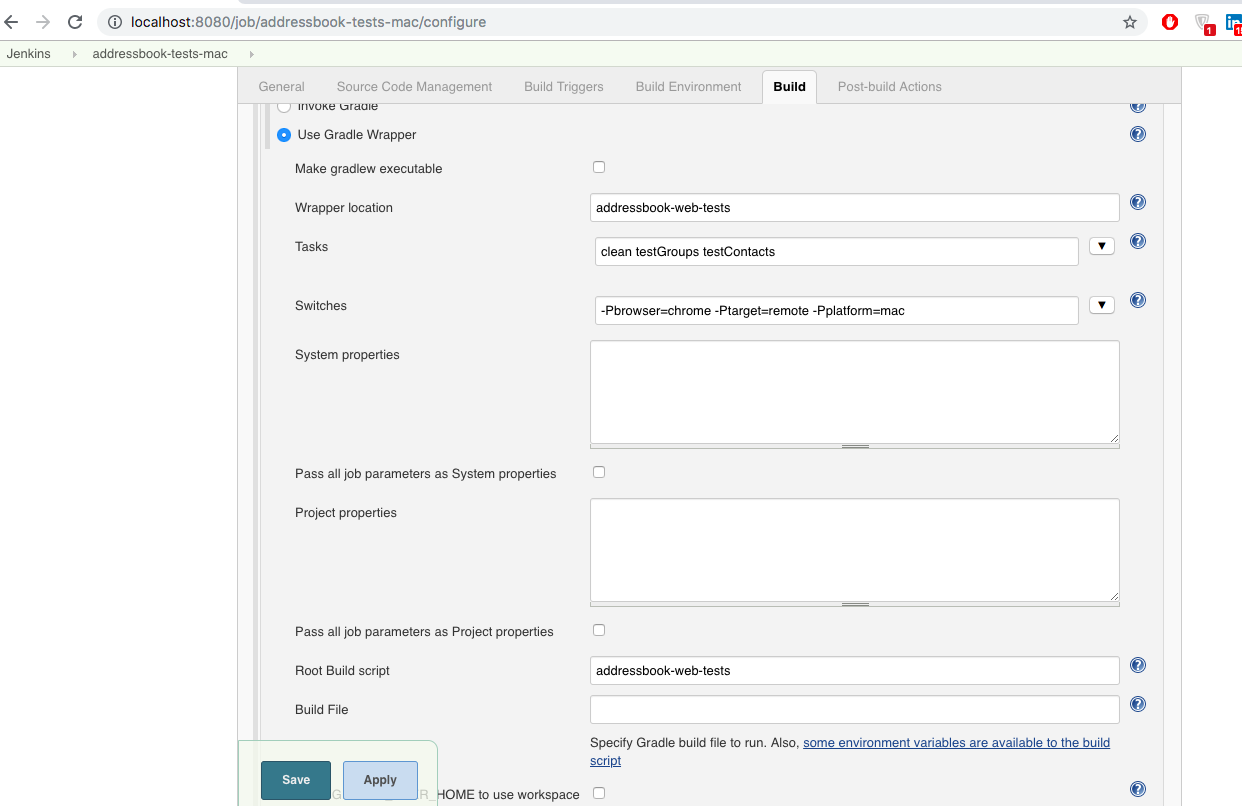 localhost:8080/job/addressbook-tests-mac/configure
1
Jenkins
addressbook-tests-mac
General
Source Code Management
Build Triggers
Build Environment
Build
Post-build Actions
Invoke Gradle
Use Gradle Wrapper
Make gradlew executable
Wrapper location
addressbook-web-tests
Tasks
clean testGroups testContacts
Switches
-Pbrowser=chrome -Ptarget=remote -Pplatform=mac
System properties
Pass all job parameters as System properties
Project properties
Pass all job parameters as Project properties
Root Build script
addressbook-web-tests
Build File
Specify Gradle build file to run. Also, some environment variables are available to the build
script
Save
Apply
R_HOME to use workspace